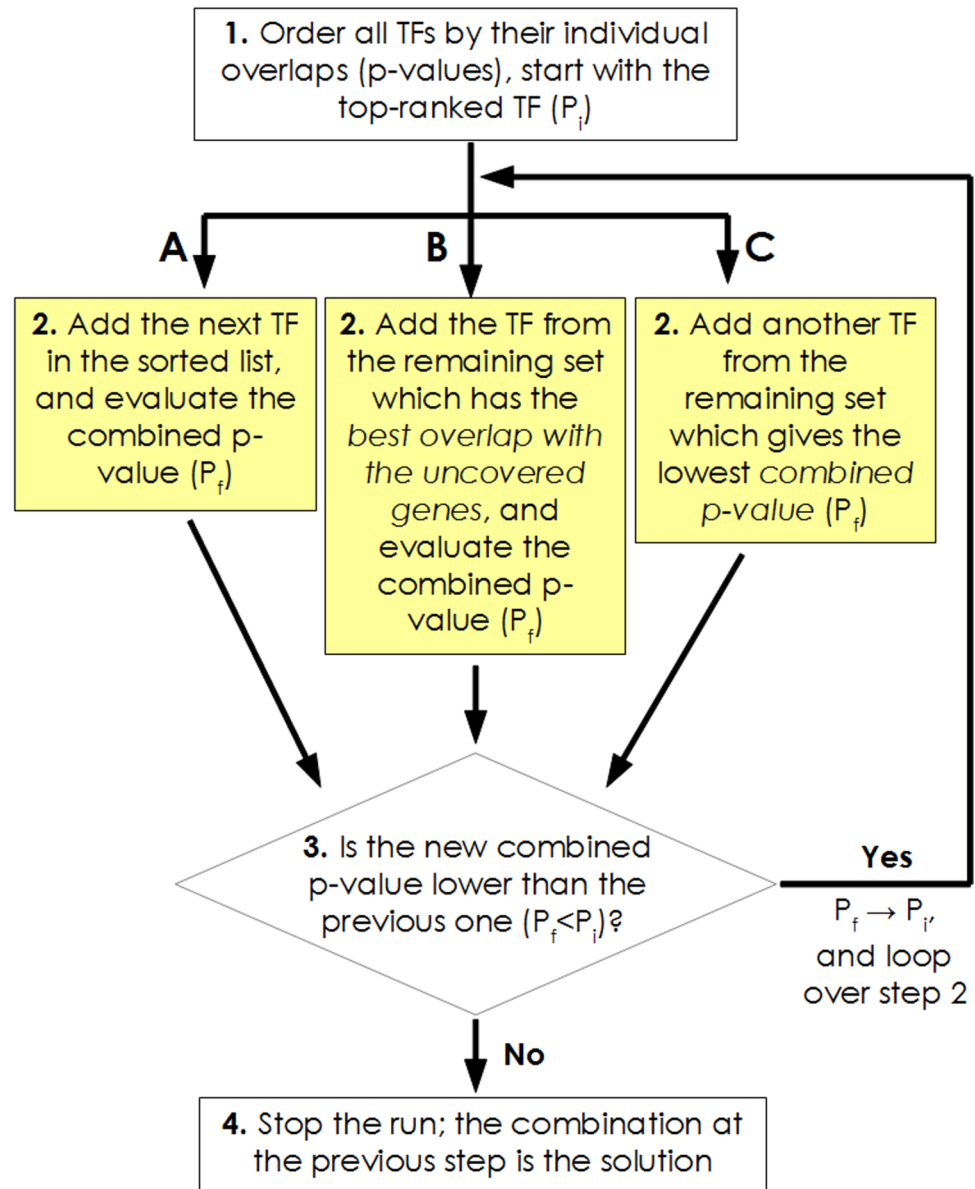 1. Order all TFs by their individual
overlaps (p-values), start with the
top-ranked TF (Pi)
A
B
C
2. Add the next TF
in the sorted list,
and evaluate the
combined p-
value (Pf)
2. Add the TF from
the remaining set
which has the
best overlap with
the uncovered
genes, and
evaluate the
combined p-
value (Pf)
2. Add another TF
from the
remaining set
which gives the
lowest combined
p-value (Pf)
3. Is the new combined
p-value lower than the
previous one (Pf<Pi)?
Yes
Pf → Pi,
and loop
over step 2
No
4. Stop the run; the combination at
the previous step is the solution